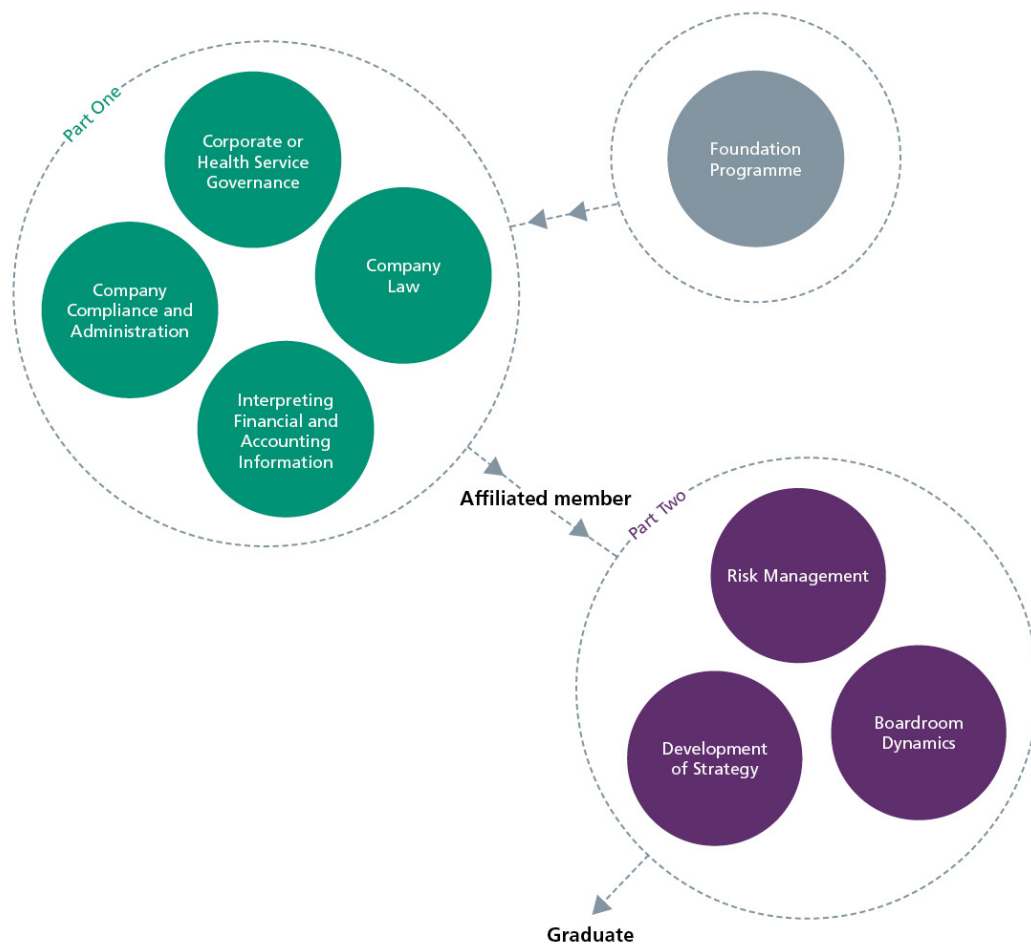 Part One
Corporate or
Health Service
Governance
Company
Law
Company
Compliance and
Administration
Interpreting
Financial and
Accounting
Information
Foundation
Programme
Affiliated member
Part Two
Risk Management
Boardroom
Dynamics
Development
of Strategy
Graduate